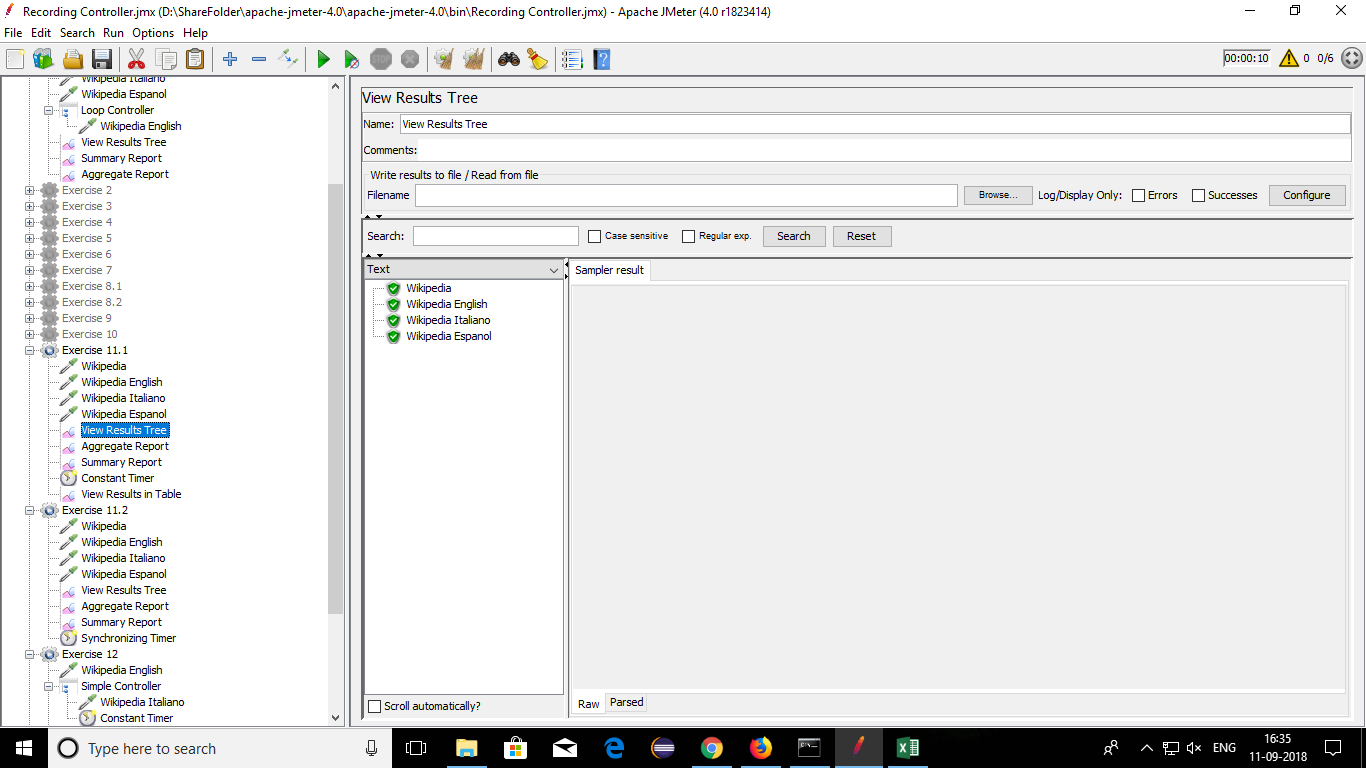 Recording Controller.jmx (D:\ShareFolder\apache-jmeter-4.0\apache-jmeter-4.0\bin\Recording Controller.jmx) - Apache JMeter (4.0 r1823414)
File Edit Search Run Options Help
STOP
00:00:10 0 0/6
Wikipedia Italiano
Wikipedia Espanol
Loop Controller
Wikipedia English
View Results Tree
Summary Report
Aggregate Report
Exercise 2
Exercise 3
Exercise 4
Exercise 5
Exercise 6
Exercise 7
Exercise 8.1
Exercise 8.2
Exercise 9
Exercise 10
Exercise 11.1
Wikipedia
Wikipedia English
Wikipedia Italiano
Wikipedia Espanol
View Results Tree
Aggregate Report
Summary Report
Constant Timer
View Results in Table
Exercise 11.2
Wikipedia
Wikipedia English
Wikipedia Italiano
Wikipedia Espanol
View Results Tree
Aggregate Report
Summary Report
Synchronizing Timer
Exercise 12
Wikipedia English
Simple Controller
Wikipedia Italiano
Constant Timer
View Results Tree
Name: View Results Tree
Comments:
Write results to file / Read from file
Filename Browse... Log/Display Only: Errors Successes Configure
Search: Case sensitive Regular exp. Search Reset
Text
Wikipedia
Wikipedia English
Wikipedia Italiano
Wikipedia Espanol
Scroll automatically?
Sampler result
Raw Parsed
Type here to search
ENG
16:35
11-09-2018